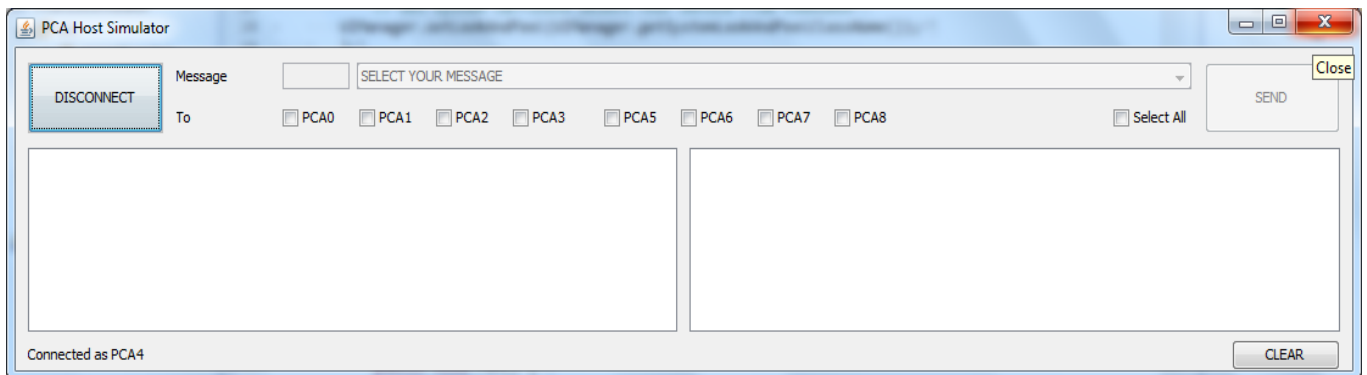 PCA Host Simulator
Close
DISCONNECT
Message SELECT YOUR MESSAGE
SEND
To PCA0 PCA1 PCA2 PCA3 PCA5 PCA6 PCA7 PCA8 Select All
Connected as PCA4 CLEAR